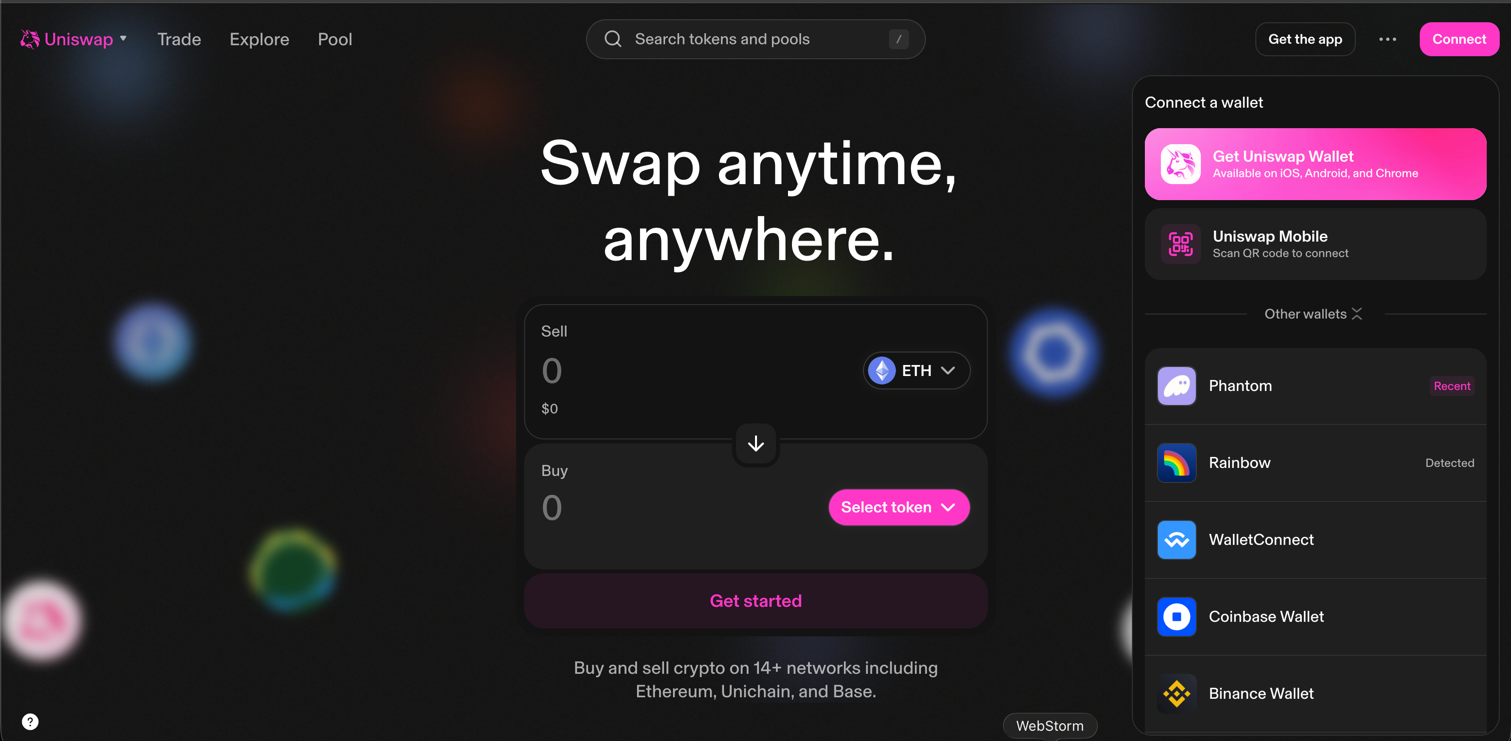 Uniswap
Trade
Explore
Pool
Search tokens and pools
/
Get the app
Connect
Swap anytime,
anywhere.
Sell
0
ETH
$0
Buy
0
Select token
Get started
Buy and sell crypto on 14+ networks including
Ethereum, Unichain, and Base.
Connect a wallet
Get Uniswap Wallet
Available on iOS, Android, and Chrome
Uniswap Mobile
Scan QR code to connect
Other wallets
Phantom
Recent
Rainbow
Detected
WalletConnect
Coinbase Wallet
Binance Wallet
?
WebStorm